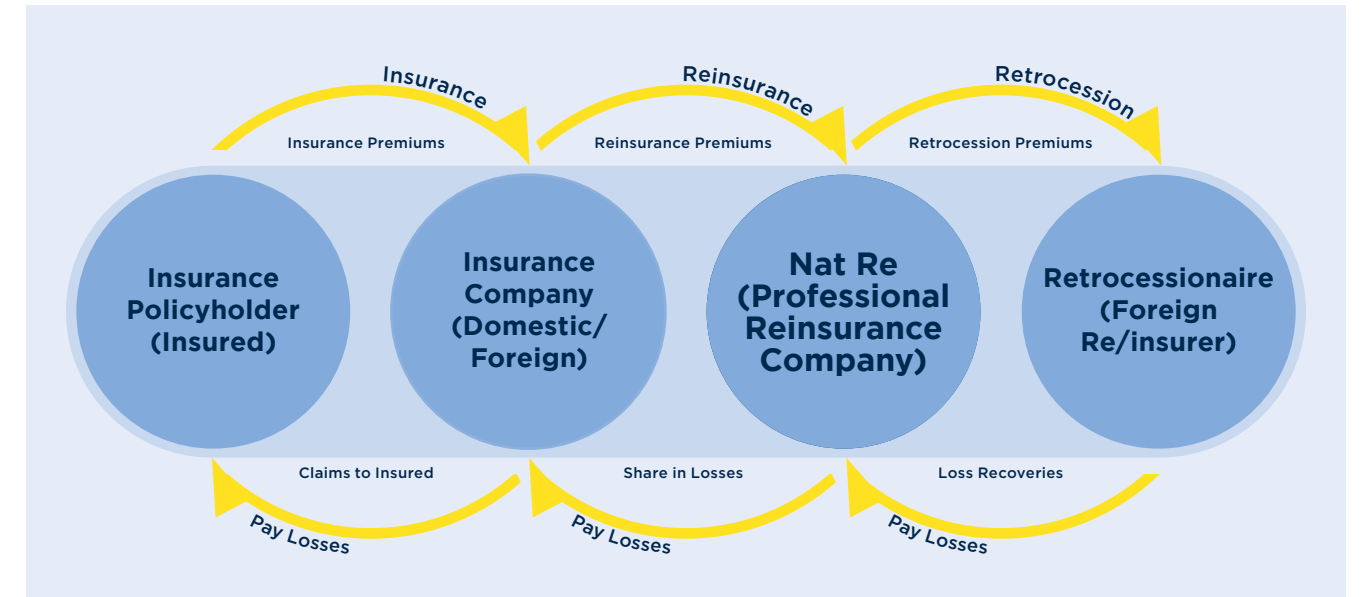 Insurance
Reinsurance
Retrocession
Insurance Premiums
Reinsurance Premiums
Retrocession Premiums
Insurance
Policyholder
(Insured)
Insurance
Company
(Domestic/
Foreign)
Nat Re
(Professional
Reinsurance
Company)
Retrocessionaire
(Foreign
Re/insurer)
Claims to Insured
Share in Losses
Loss Recoveries
Pay Losses
Pay Losses
Pay Losses